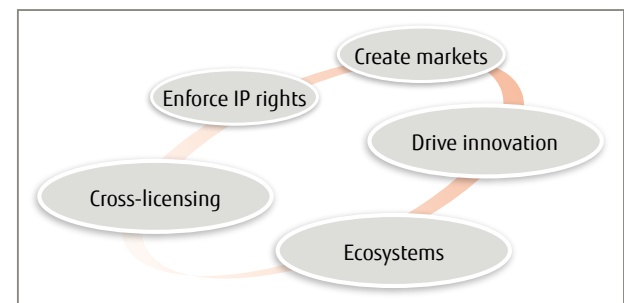 Create markets
Enforce IP rights
Drive innovation
Cross-licensing
Ecosystems